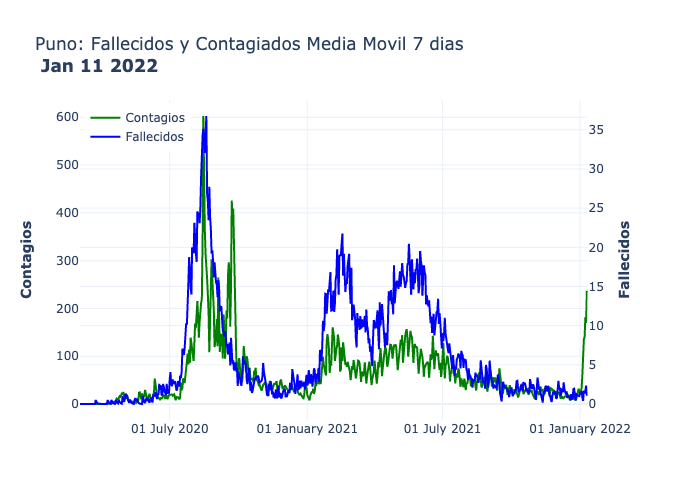 Puno: Fallecidos y Contagiados Media Movil 7 dias
Jan 11 2022
Contagios
Fallecidos
600
500
400
300
200
100
0
35
30
25
20
15
10
5
0
Contagios
Fallecidos
01 July 2020
01 January 2021
01 July 2021
01 January 2022